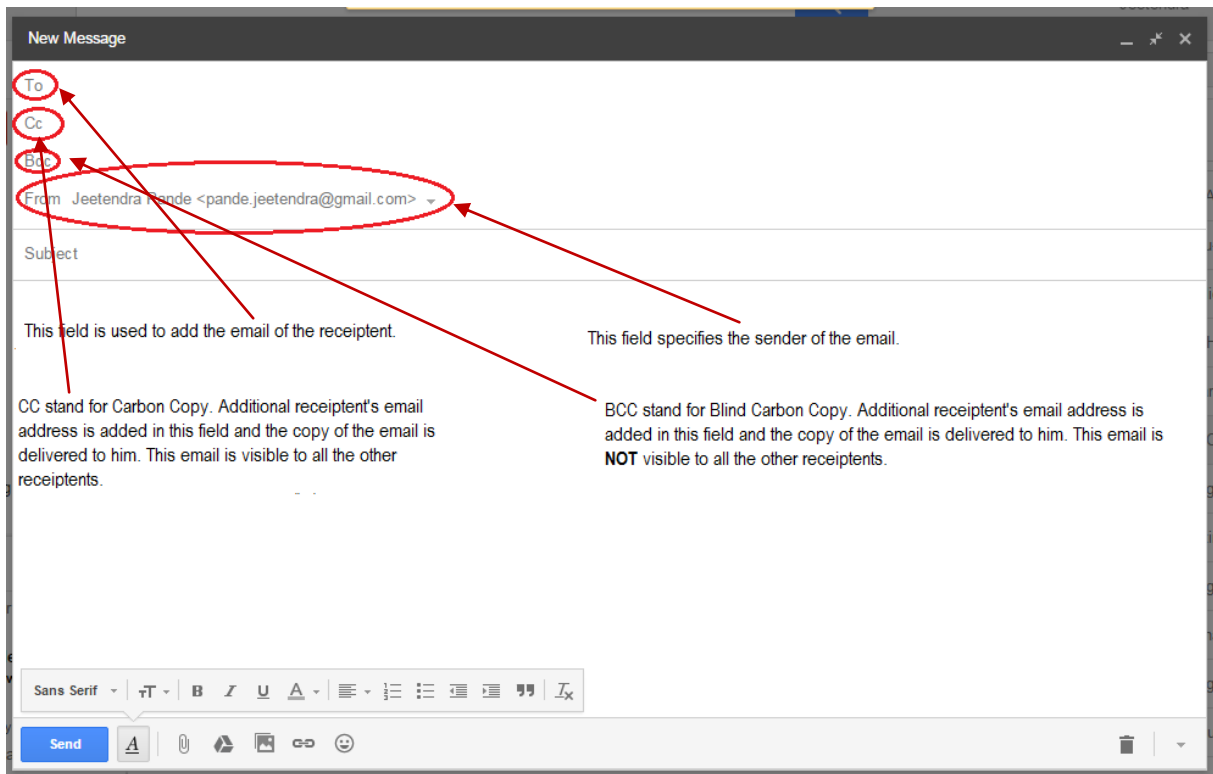 Jeetendra
New Message
To
Cc
Bcc
From Jeetendra Pande <pande.jeetendra@gmail.com>
Subject
This field is used to add the email of the receiptent.
This field specifies the sender of the email.
CC stand for Carbon Copy. Additional receiptent's email
address is added in this field and the copy of the email is
delivered to him. This email is visible to all the other
receiptents.
BCC stand for Blind Carbon Copy. Additional receiptent's email address is
added in this field and the copy of the email is delivered to him. This email is
NOT visible to all the other receiptents.
Sans Serif
Send